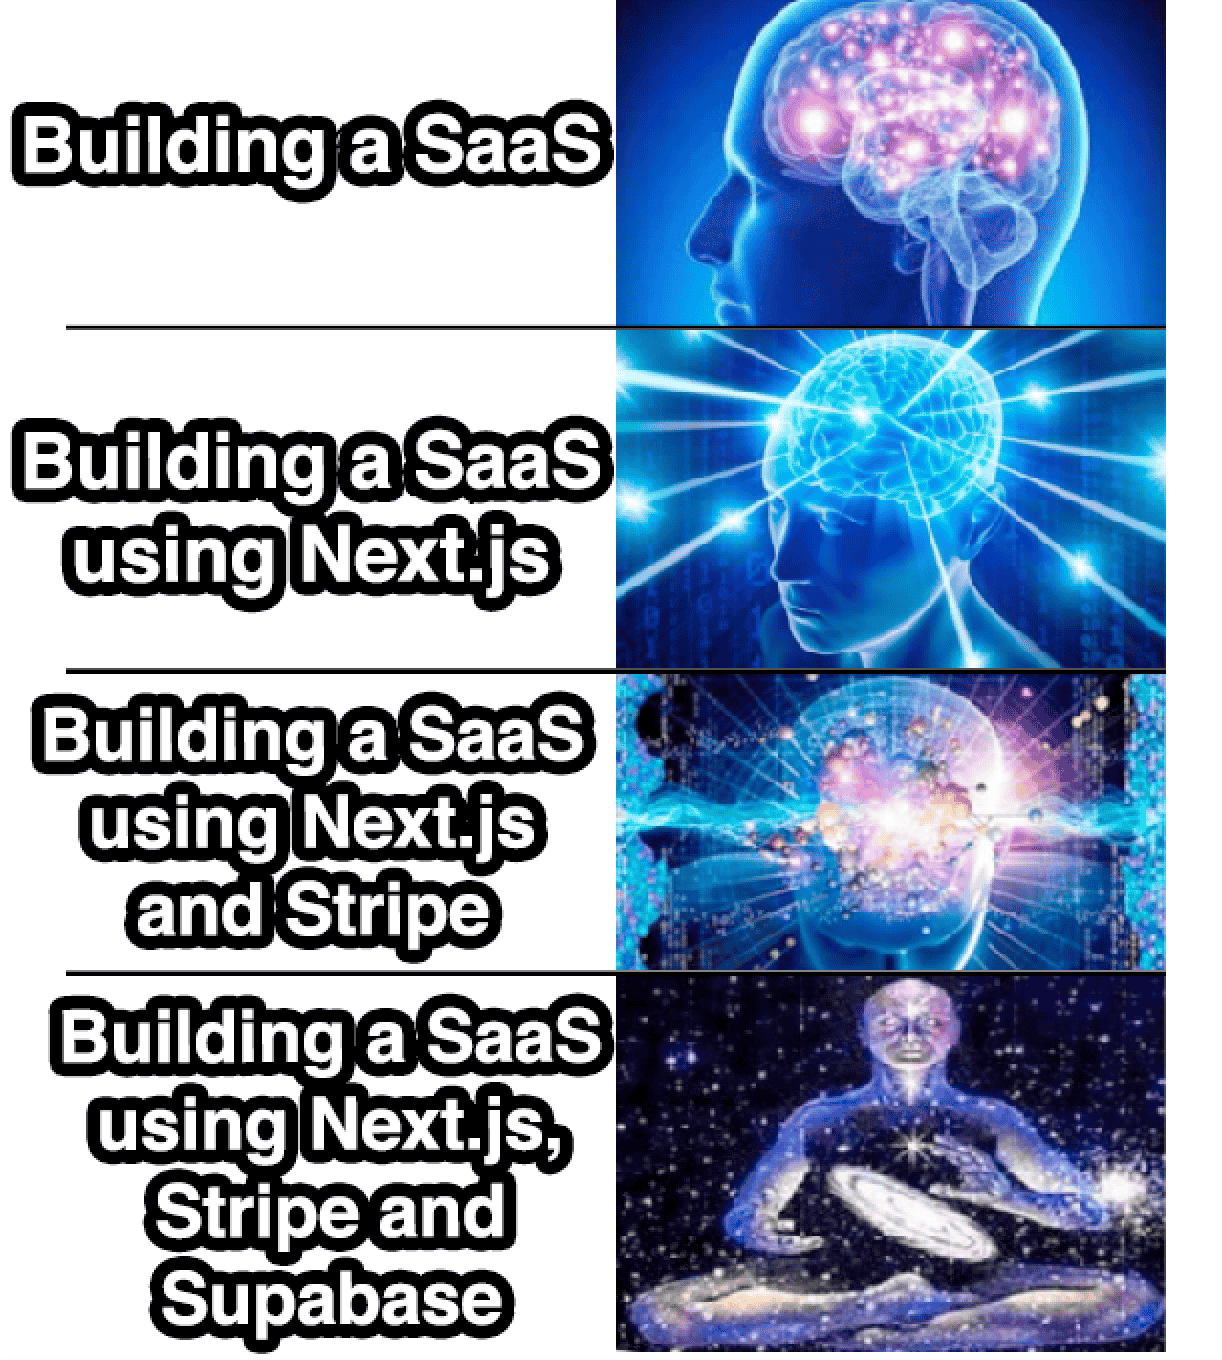 Building a SaaS
Building a SaaS
using Next.js
Building a SaaS
using Next.js
and Stripe
Building a SaaS
using Next.js,
Stripe and
Supabase